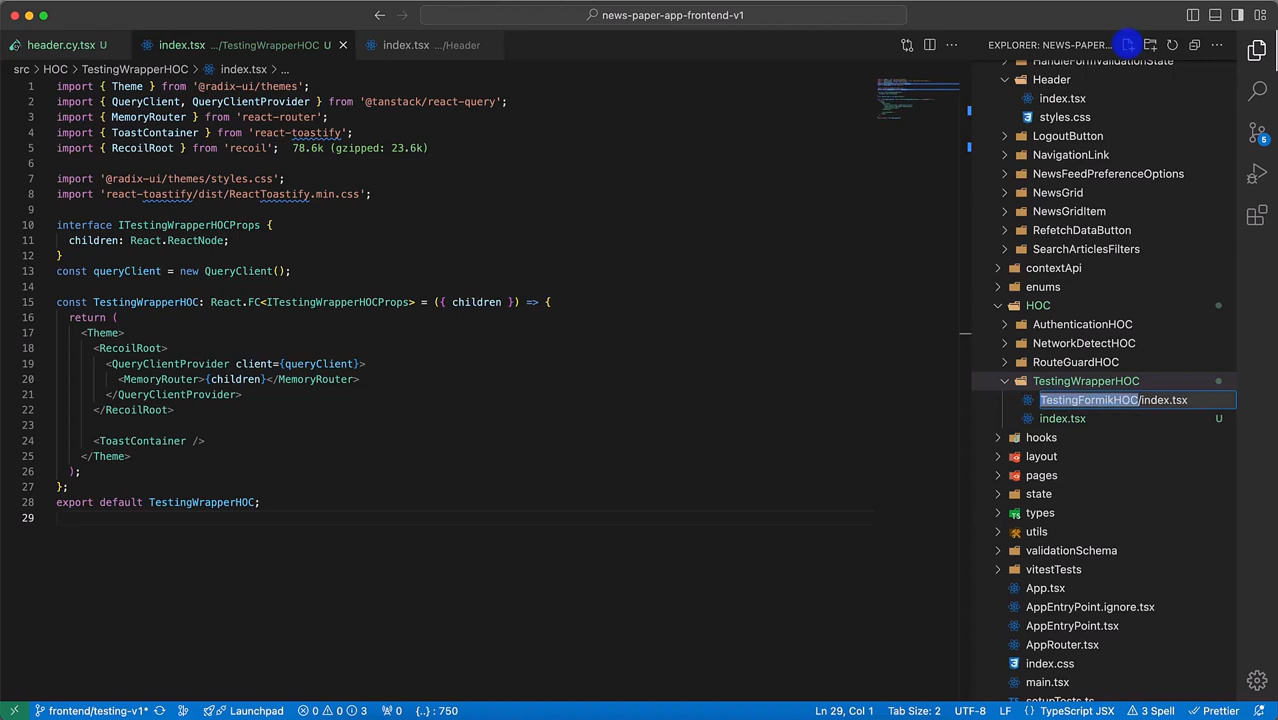 news-paper-app-frontend-v1
header.cy.tsx U
index.tsx .../TestingWrapperHOC U
index.tsx .../Header
EXPLORER: NEWS-PAPER...
src > HOC > TestingWrapperHOC > index.tsx > ...
1 import { Theme } from '@radix-ui/themes';
2 import { QueryClient, QueryClientProvider } from '@tanstack/react-query';
3 import { MemoryRouter } from 'react-router';
4 import { ToastContainer } from 'react-toastify';
5 import { RecoilRoot } from 'recoil'; 78.6k (gzipped: 23.6k)
6
7 import '@radix-ui/themes/styles.css';
8 import 'react-toastify/dist/ReactToastify.min.css';
9
10 interface ITestingWrapperHOCProps {
11 children: React.ReactNode;
12 }
13 const queryClient = new QueryClient();
14
15 const TestingWrapperHOC: React.FC<ITestingWrapperHOCProps> = ({ children }) => {
16 return (
17 <Theme>
18 <RecoilRoot>
19 <QueryClientProvider client={queryClient}>
20 <MemoryRouter>{children}</MemoryRouter>
21 </QueryClientProvider>
22 </RecoilRoot>
23
24 <ToastContainer />
25 </Theme>
26 );
27 };
28 export default TestingWrapperHOC;
29
HandleFormValidationState
Header
index.tsx
styles.css
LogoutButton
NavigationLink
NewsFeedPreferenceOptions
NewsGrid
NewsGridItem
RefetchDataButton
SearchArticlesFilters
contextApi
enums
HOC
AuthenticationHOC
NetworkDetectHOC
RouteGuardHOC
TestingWrapperHOC
TestingFormikHOC/index.tsx
index.tsx U
hooks
layout
pages
state
types
utils
validationSchema
vitestTests
App.tsx
AppEntryPoint.ignore.tsx
AppEntryPoint.tsx
AppRouter.tsx
index.css
main.tsx
setupTests.ts
5
frontend/testing-v1*
Launchpad
0 0 3
0
{..} : 750
Ln 29, Col 1
Tab Size: 2
UTF-8
LF
{} TypeScript JSX
3 Spell
Prettier